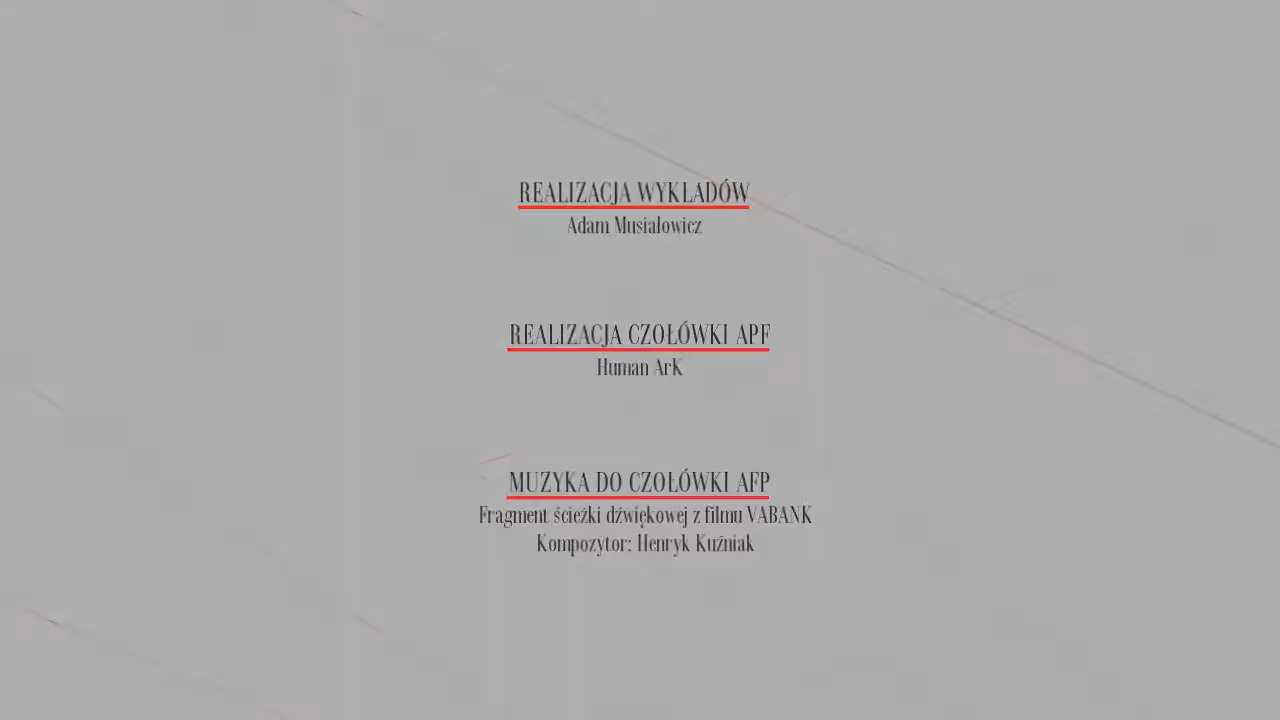 REALIZACJA WYKŁADÓW
Adam Musiałowicz
REALIZACJA CZOŁÓWKI APF
Human ArK
MUZYKA DO CZOŁÓWKI AFP
Fragment ścieżki dźwiękowej z filmu VABANK
Kompozytor: Henryk Kuźniak